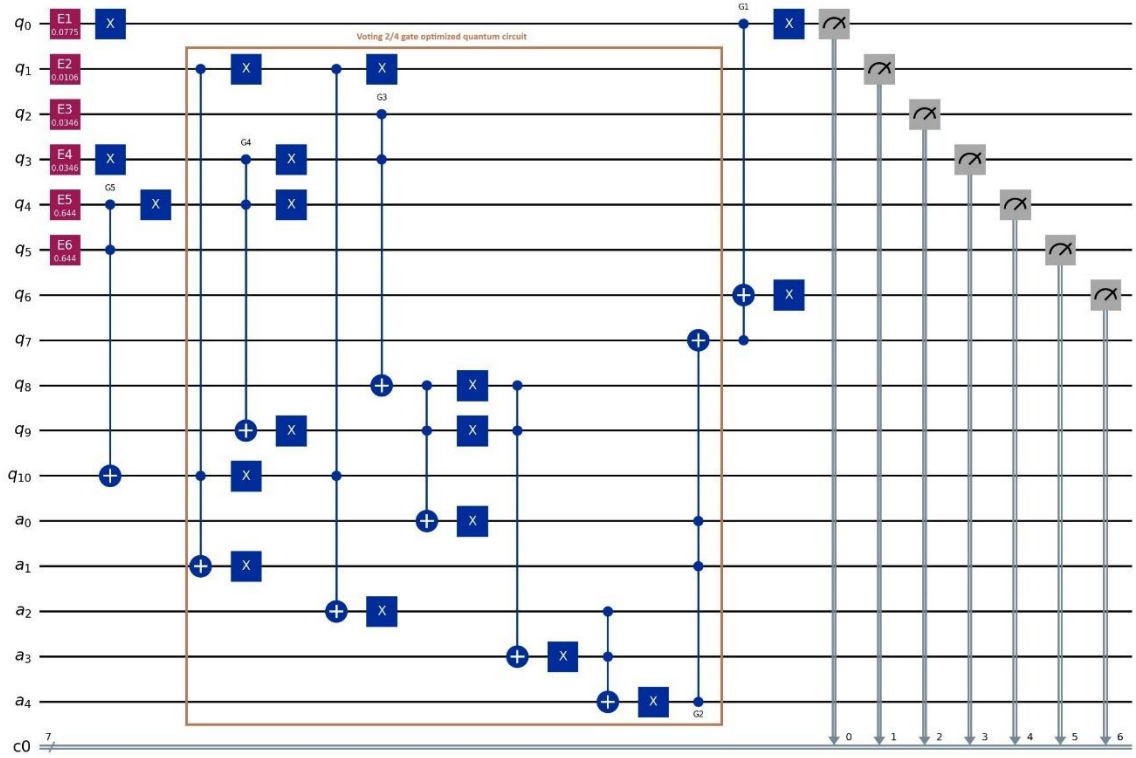 G1
q0 E1 0.0775 X X
Voting 2/4 gate optimized quantum circuit
q1 E2 0.0106 X X
G3
q2 E3 0.0346
G4
q3 E4 0.0346 X X
G5
q4 E5 0.644 X X
q5 E6 0.644
q6 X
q7
q8 X
q9 X X
q10 X
a0 X
a1 X
a2 X
a3 X
a4 X
G2
7
c0 0 1 2 3 4 5 6